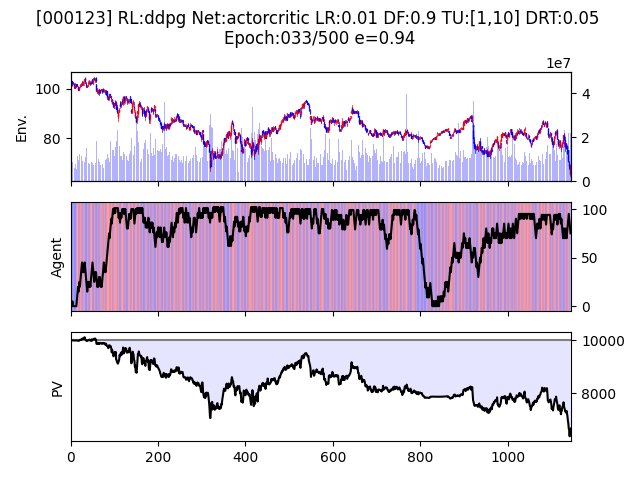 [000123] RL:ddpg Net:actorcritic LR:0.01 DF:0.9 TU:[1,10] DRT:0.05
Epoch:033/500 e=0.94
1e7
100
80
Env.
4
2
0
Agent
100
50
0
PV
10000
8000
0
200
400
600
800
1000